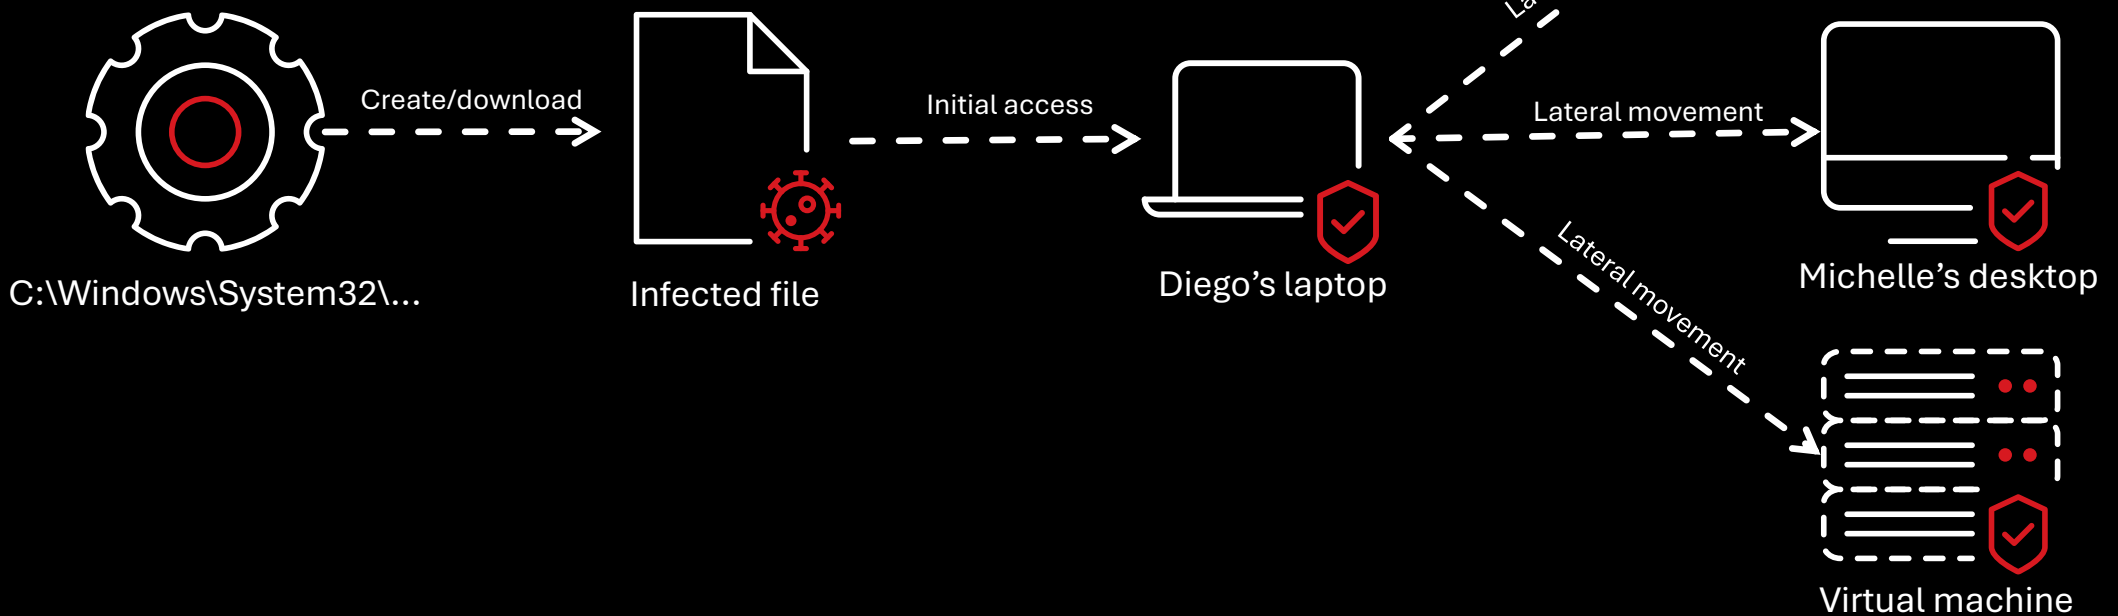 Create/download
Initial access
Lateral movement
Lateral movement
C:\Windows\System32\...
Infected file
Diego’s laptop
Michelle’s desktop
Virtual machine